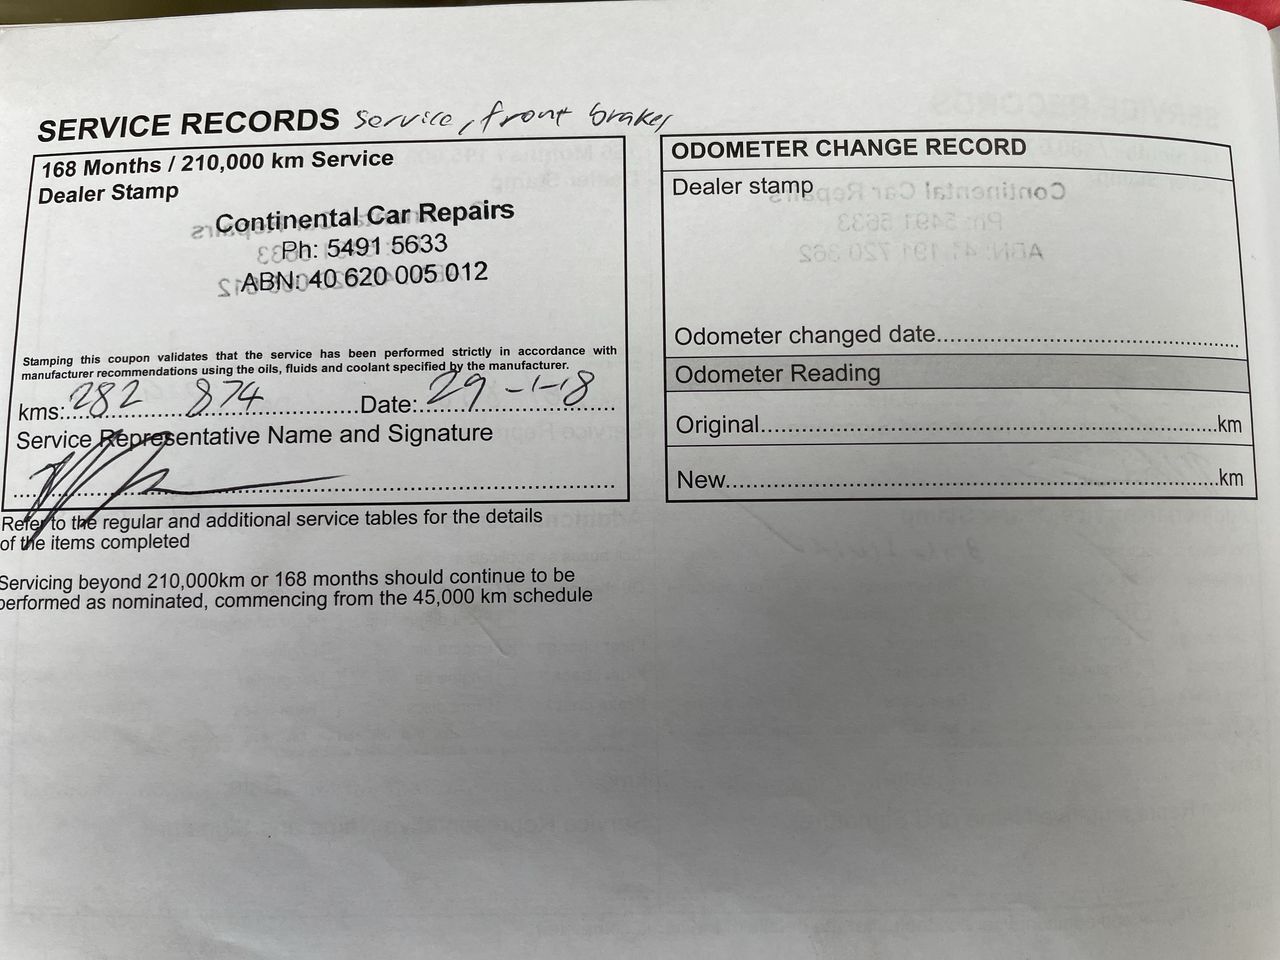 SERVICE RECORDS Service, front brakes
168 Months / 210,000 km Service
Dealer Stamp
Continental Car Repairs
Ph: 5491 5633
ABN: 40 620 005 012
Stamping this coupon validates that the service has been performed strictly in accordance with
manufacturer recommendations using the oils, fluids and coolant specified by the manufacturer.
kms: 282 874 Date: 29-1-18
Service Representative Name and Signature
Refer to the regular and additional service tables for the details
of the items completed
Servicing beyond 210,000km or 168 months should continue to be
performed as nominated, commencing from the 45,000 km schedule
ODOMETER CHANGE RECORD
Dealer stamp
Odometer changed date
Odometer Reading
Original km
New km